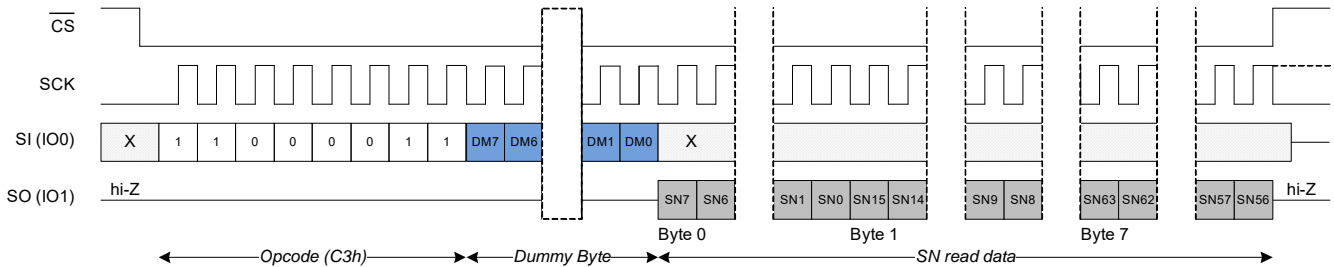 CS
SCK
SI (IO0) X 1 1 0 0 0 0 1 1 DM7 DM6 DM1 DM0 X
SO (IO1) hi-Z SN7 SN6 SN1 SN0 SN15 SN14 SN9 SN8 SN63 SN62 SN57 SN56 hi-Z
Byte 0 Byte 1 Byte 7
Opcode (C3h) Dummy Byte SN read data